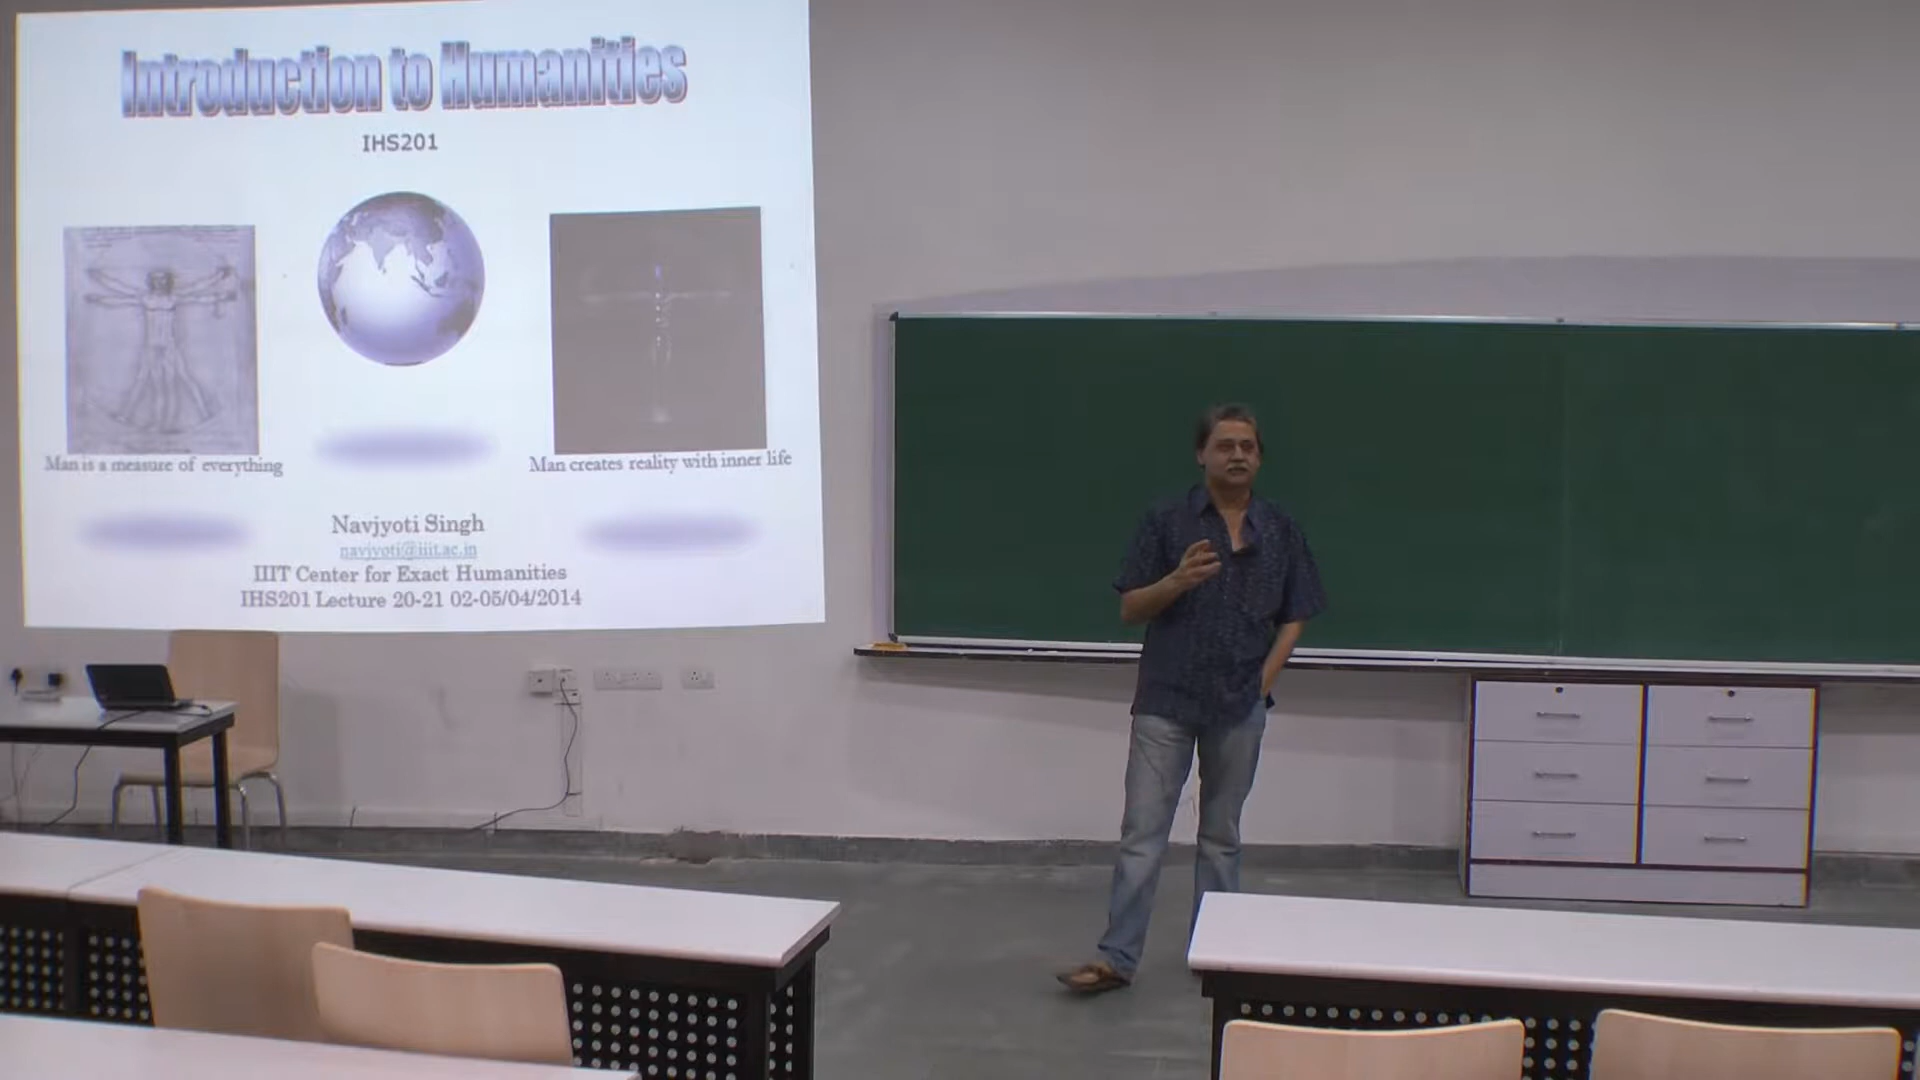 Introduction to Humanities
IHS201
Man is a measure of everything
Man creates reality with inner life
Navjyoti Singh
navjyoti@iiit.ac.in
IIIT Center for Exact Humanities
IHS201 Lecture 20-21 02-05/04/2014